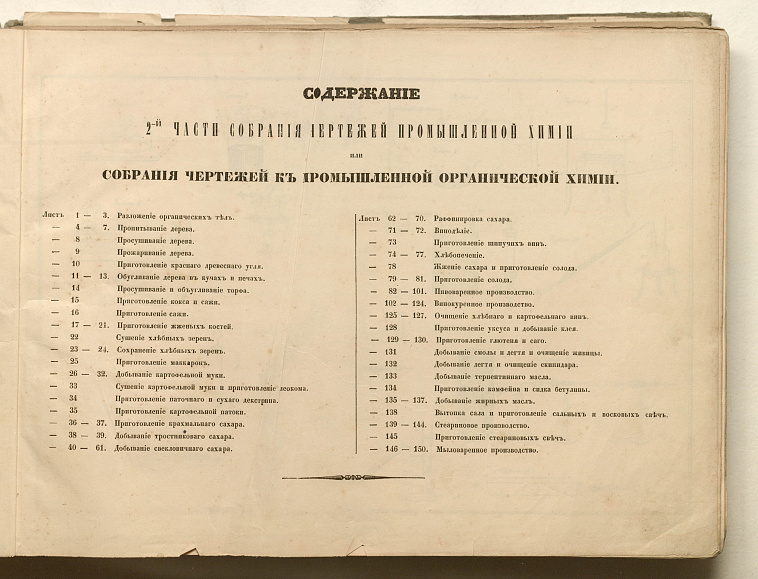 СОДЕРЖАНІЕ
2-й ЧАСТИ СОБРАНІЯ ЧЕРТЕЖЕЙ ПРОМЫШЛЕННОЙ ХИМІИ
или
СОБРАНІЯ ЧЕРТЕЖЕЙ КЪ ПРОМЫШЛЕННОЙ ОРГАНИЧЕСКОЙ ХИМІИ.
Листъ 1 — 3. Разложеніе органическихъ тѣлъ.
— 4 — 7. Пропитываніе дерева.
— 8 Просушиваніе дерева.
— 9 Прожариваніе дерева.
— 10 Приготовленіе краснаго древеснаго угля.
— 11 — 13. Обугливаніе дерева въ кучахъ и печахъ.
— 14 Просушиваніе и обугливаніе торфа.
— 15 Приготовленіе кокса и сажи.
— 16 Приготовленіе сажи.
— 17 — 21. Приготовленіе жженыхъ костей.
— 22 Сушеніе хлѣбныхъ зеренъ.
— 23 — 24. Сохраненіе хлѣбныхъ зеренъ.
— 25 Приготовленіе макаронъ.
— 26 — 32. Добываніе картофельной муки.
— 33 Сушеніе картофельной муки и приготовленіе леокома.
— 34 Приготовленіе паточнаго и сухаго декстрина.
— 35 Приготовленіе картофельной патоки.
— 36 — 37. Приготовленіе крахмальнаго сахара.
— 38 — 39. Добываніе тростниковаго сахара.
— 40 — 61. Добываніе свекловичнаго сахара.
Листъ 62 — 70. Раффинировка сахара.
— 71 — 72. Винодѣліе.
— 73 Приготовленіе шипучихъ винъ.
— 74 — 77. Хлѣбопеченіе.
— 78 Жженіе сахара и приготовленіе солода.
— 79 — 81. Приготовленіе солода.
— 82 — 101. Пивоваренное производство.
— 102 — 124. Винокуренное производство.
— 125 — 127. Очищеніе хлѣбнаго и картофельнаго винъ.
— 128 Приготовленіе уксуса и добываніе клея.
— 129 — 130. Приготовленіе глютена и саго.
— 131 Добываніе смолы и дегтя и очищеніе живицы.
— 132 Добываніе дегтя и очищеніе скипидара.
— 133 Добываніе терпентиннаго масла.
— 134 Приготовленіе камфеина и сидка бетулины.
— 135 — 137. Добываніе жирныхъ маслъ.
— 138 Вытопка сала и приготовленіе сальныхъ и восковыхъ свѣчъ.
— 139 — 144. Стеариновое производство.
— 145 Приготовленіе стеариновыхъ свѣчъ.
— 146 — 150. Мыловаренное производство.